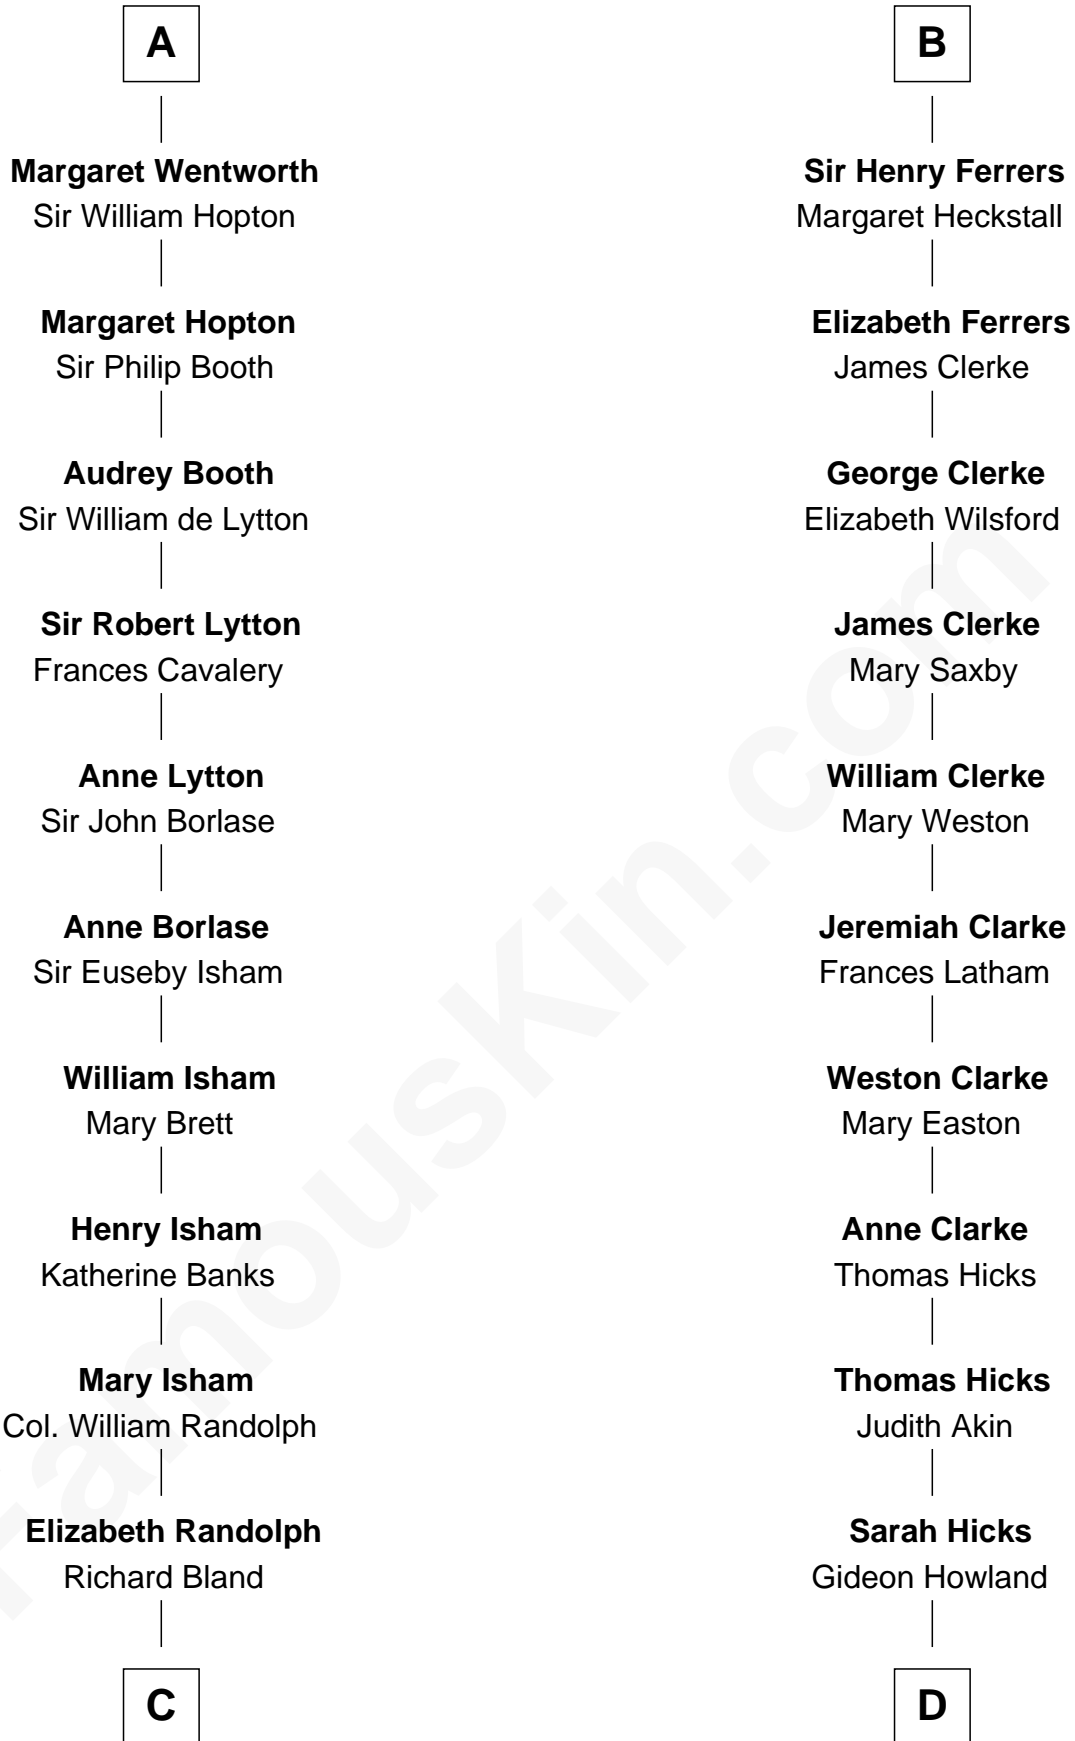 A
Margaret Wentworth
Sir William Hopton
Margaret Hopton
Sir Philip Booth
Audrey Booth
Sir William de Lytton
Sir Robert Lytton
Frances Cavalery
Anne Lytton
Sir John Borlase
Anne Borlase
Sir Euseby Isham
William Isham
Mary Brett
Henry Isham
Katherine Banks
Mary Isham
Col. William Randolph
Elizabeth Randolph
Richard Bland
C
B
Sir Henry Ferrers
Margaret Heckstall
Elizabeth Ferrers
James Clerke
George Clerke
Elizabeth Wilsford
James Clerke
Mary Saxby
William Clerke
Mary Weston
Jeremiah Clarke
Frances Latham
Weston Clarke
Mary Easton
Anne Clarke
Thomas Hicks
Thomas Hicks
Judith Akin
Sarah Hicks
Gideon Howland
D
FamousKin.com